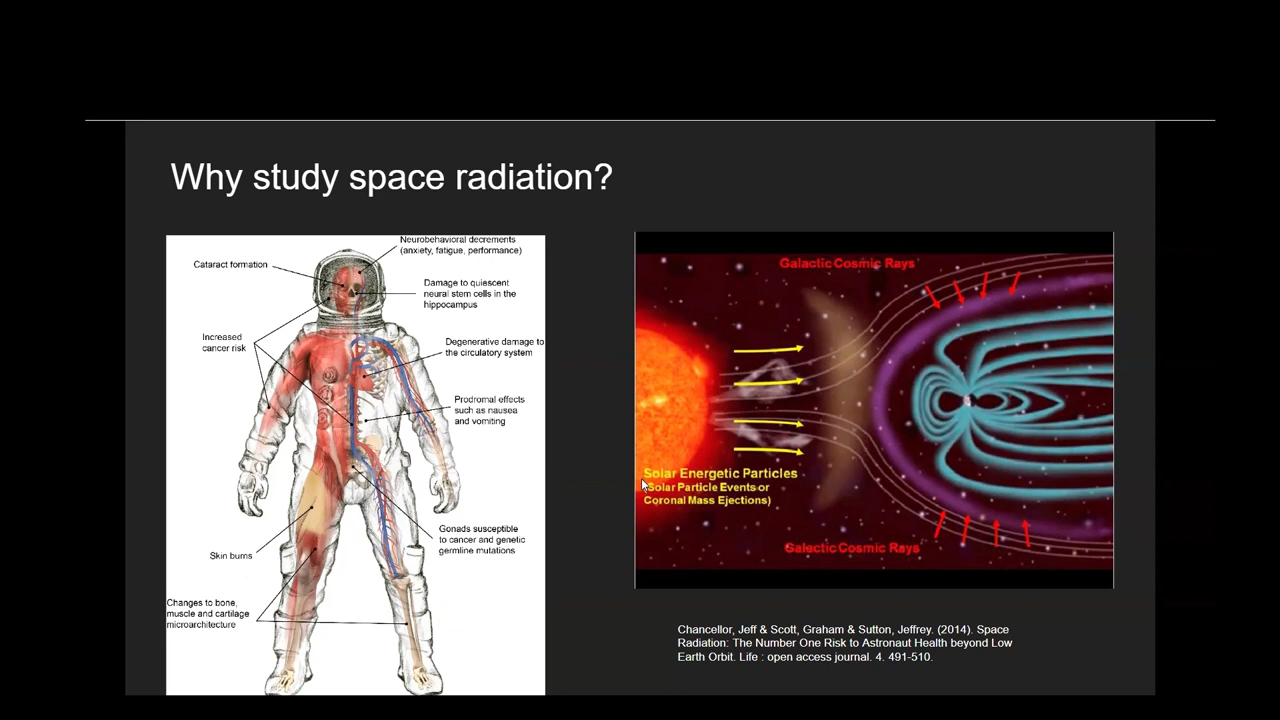 Why study space radiation?
Neurobehavioral decrements
(anxiety, fatigue, performance)
Cataract formation
Damage to quiescent
neural stem cells in the
hippocampus
Increased
cancer risk
Degenerative damage to
the circulatory system
Prodromal effects
such as nausea
and vomiting
Gonads susceptible
to cancer and genetic
germline mutations
Skin burns
Changes to bone,
muscle and cartilage
microarchitecture
Galactic Cosmic Rays
Solar Energetic Particles
(Solar Particle Events or
Coronal Mass Ejections)
Galactic Cosmic Rays
Chancellor, Jeff & Scott, Graham & Sutton, Jeffrey. (2014). Space
Radiation: The Number One Risk to Astronaut Health beyond Low
Earth Orbit. Life : open access journal. 4. 491-510.